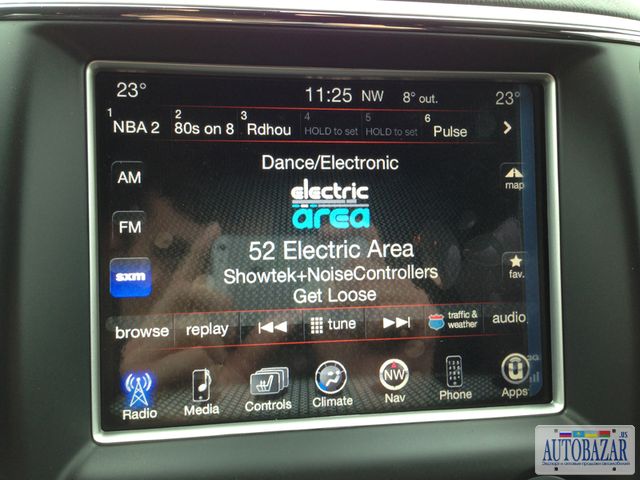 23° 11:25 NW 8° out. 23°
1 NBA 2 2 80s on 8 3 Rdhou 4 HOLD to set 5 HOLD to set 6 Pulse >
Dance/Electronic
AM
map
electric
area
FM
52 Electric Area
sxm
Showtek+NoiseControllers
fav.
Get Loose
browse replay tune traffic & weather audio
NW 3G
Radio Media Controls Climate Nav Phone Apps
AUTOBAZAR.US